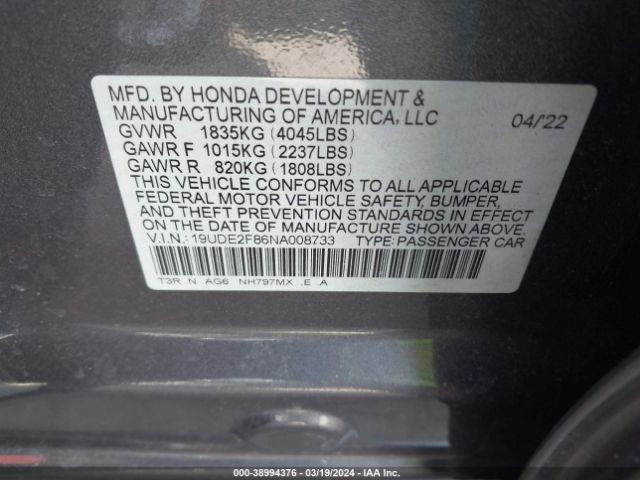 MFD. BY HONDA DEVELOPMENT &
MANUFACTURING OF AMERICA, LLC 04/22
GVWR 1835KG (4045LBS)
GAWR F 1015KG (2237LBS)
GAWR R 820KG (1808LBS)
THIS VEHICLE CONFORMS TO ALL APPLICABLE
FEDERAL MOTOR VEHICLE SAFETY, BUMPER,
AND THEFT PREVENTION STANDARDS IN EFFECT
ON THE DATE OF MANUFACTURE SHOWN ABOVE.
V.I.N.: 19UDE2F86NA008733 TYPE: PASSENGER CAR
T3R N AG6 NH797MX .E .A
000-38994376 - 03/19/2024 - IAA Inc.